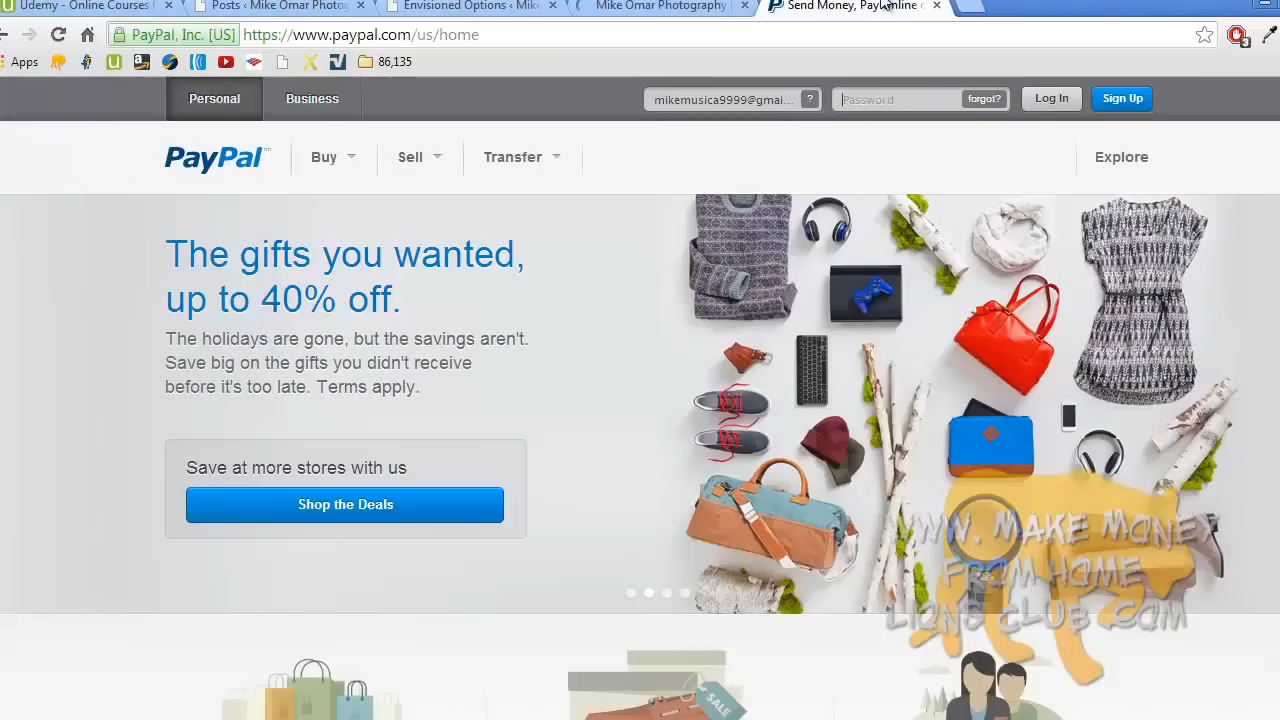 Udemy - Online Courses f
Posts ‹ Mike Omar Photog
Envisioned Options ‹ Mike
Mike Omar Photography
Send Money, Pay Online o
PayPal, Inc. [US]
https://www.paypal.com/us/home
3
Apps
86,135
Personal
Business
mikemusica9999@gmai...
?
Password
forgot?
Log In
Sign Up
PayPal™
Buy
Sell
Transfer
Explore
The gifts you wanted,
up to 40% off.
The holidays are gone, but the savings aren't.
Save big on the gifts you didn't receive
before it's too late. Terms apply.
Save at more stores with us
Shop the Deals
www. Make Money
From Home
Lions Club .com
SALE